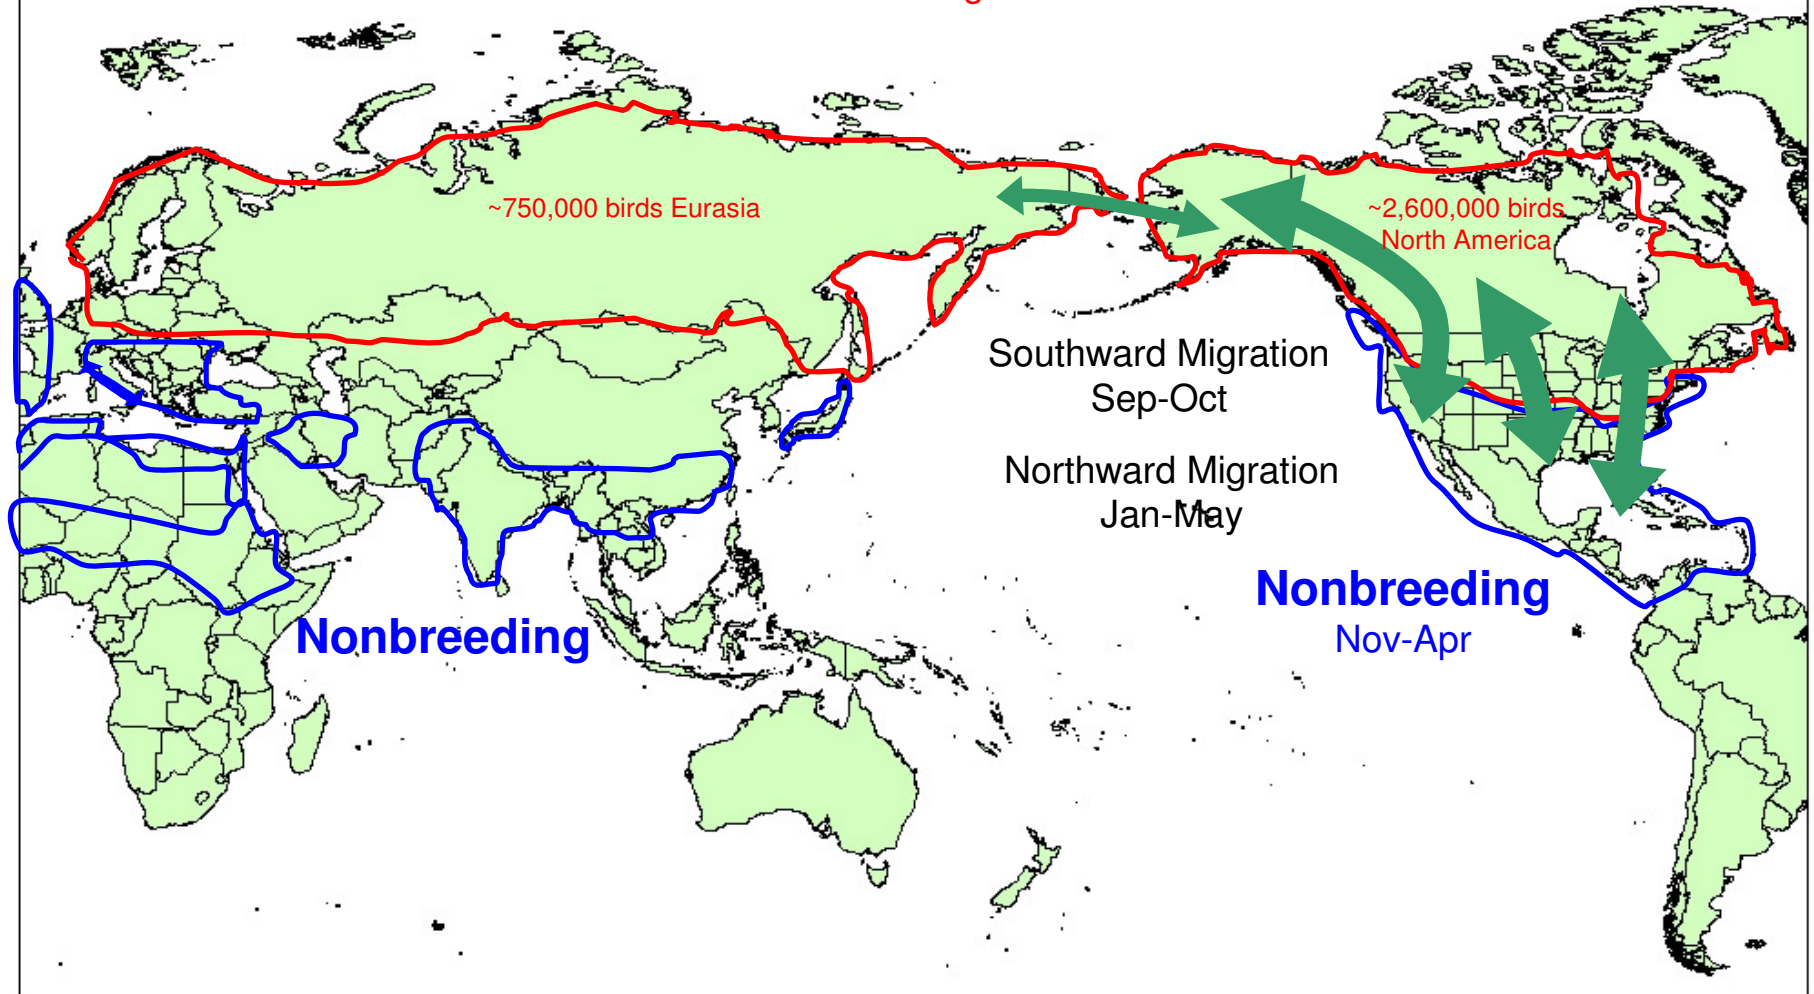 ~750,000 birds Eurasia
~2,600,000 birds
North America
Southward Migration
Sep-Oct
Northward Migration
Jan-May
Nonbreeding
Nov-Apr
Nonbreeding